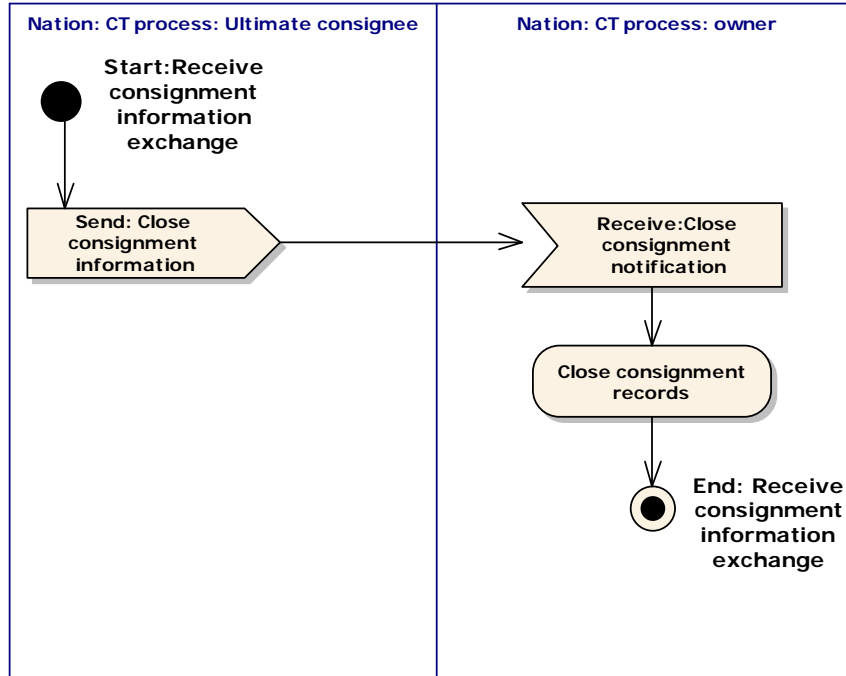 Nation: CT process: Ultimate consignee
Nation: CT process: owner
Start:Receive
consignment
information
exchange
Send: Close
consignment
information
Receive:Close
consignment
notification
Close consignment
records
End: Receive
consignment
information
exchange